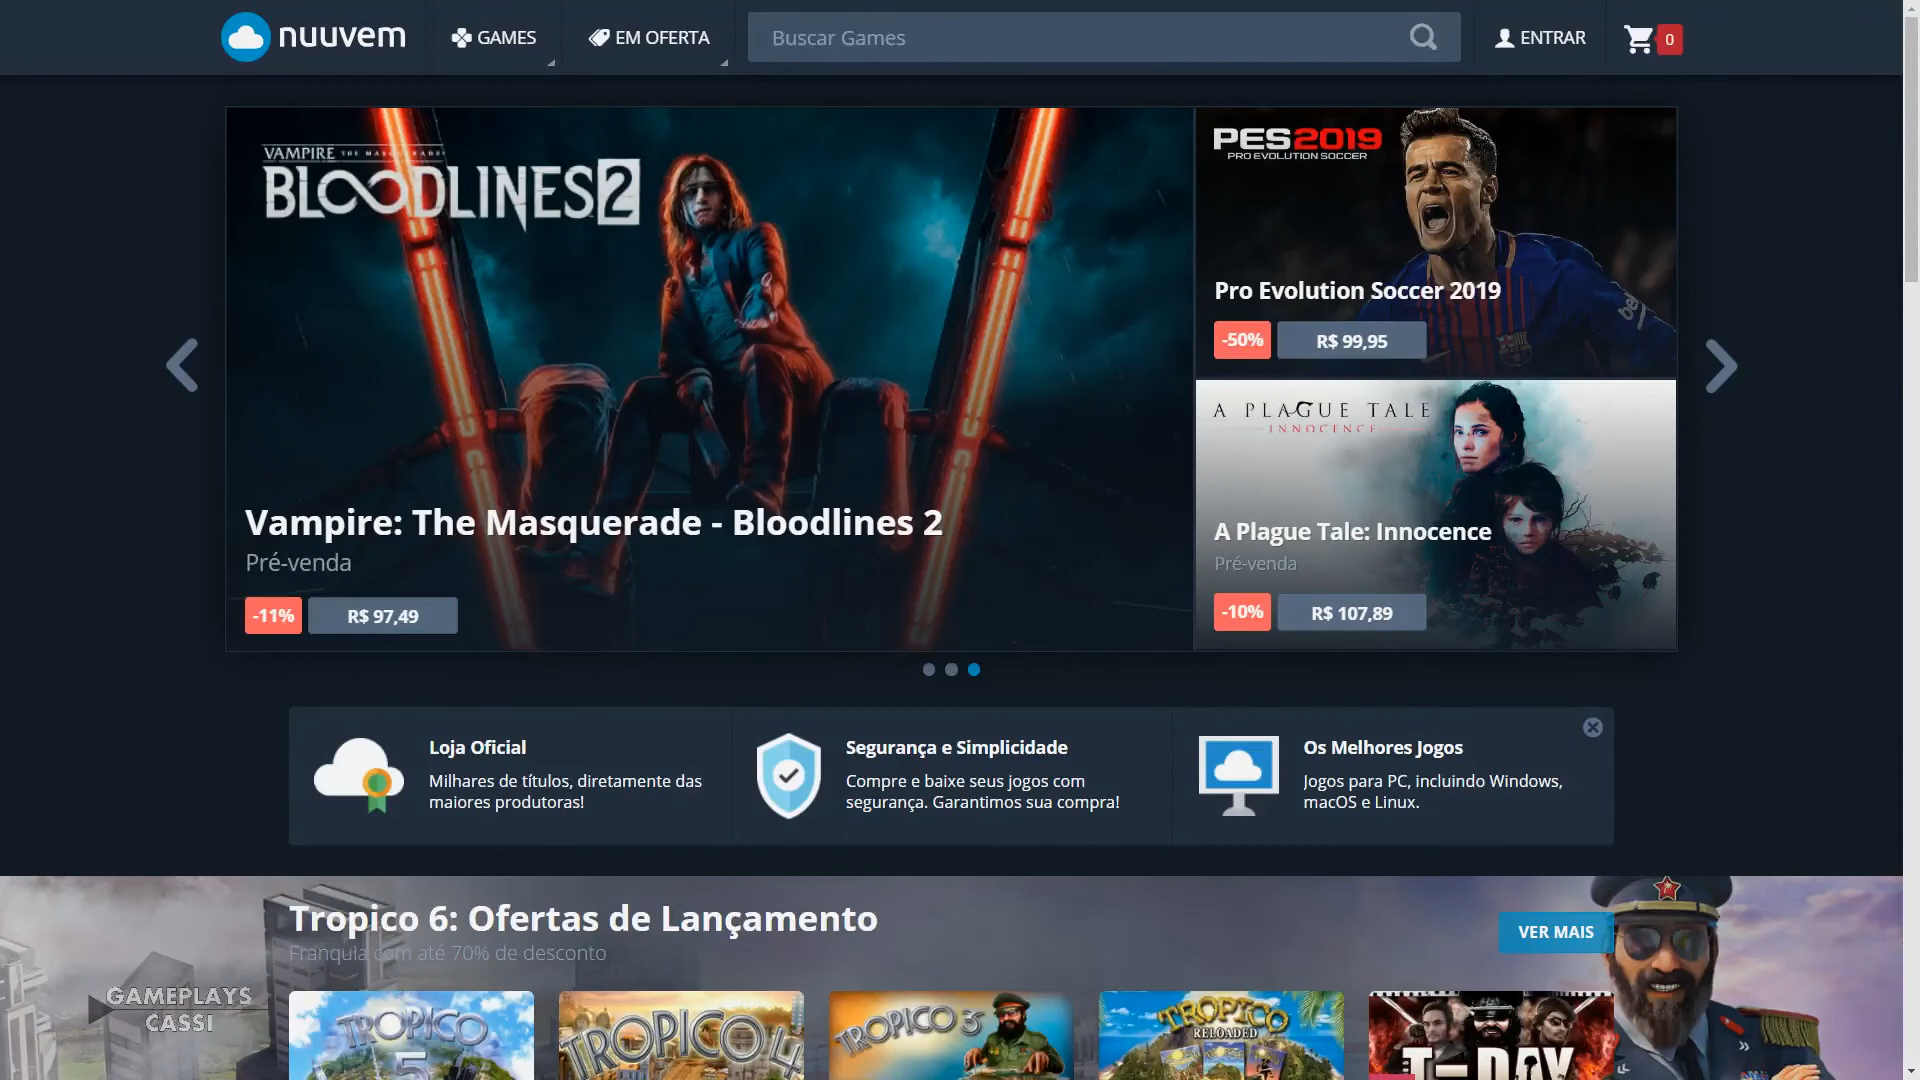 nuuvem
GAMES
EM OFERTA
Buscar Games
ENTRAR
0
VAMPIRE THE MASQUERADE
BLOODLINES 2
Vampire: The Masquerade - Bloodlines 2
Pré-venda
-11%
R$ 97,49
PES2019
PRO EVOLUTION SOCCER
Pro Evolution Soccer 2019
-50%
R$ 99,95
A PLAGUE TALE
INNOCENCE
A Plague Tale: Innocence
Pré-venda
-10%
R$ 107,89
Loja Oficial
Milhares de títulos, diretamente das
maiores produtoras!
Segurança e Simplicidade
Compre e baixe seus jogos com
segurança. Garantimos sua compra!
Os Melhores Jogos
Jogos para PC, incluindo Windows,
macOS e Linux.
Tropico 6: Ofertas de Lançamento
Franquia com até 70% de desconto
VER MAIS
GAMEPLAYS
CASSI
TROPICO
5
TROPICO 4
TROPICO 3
TROPICO
RELOADED
T-DAY